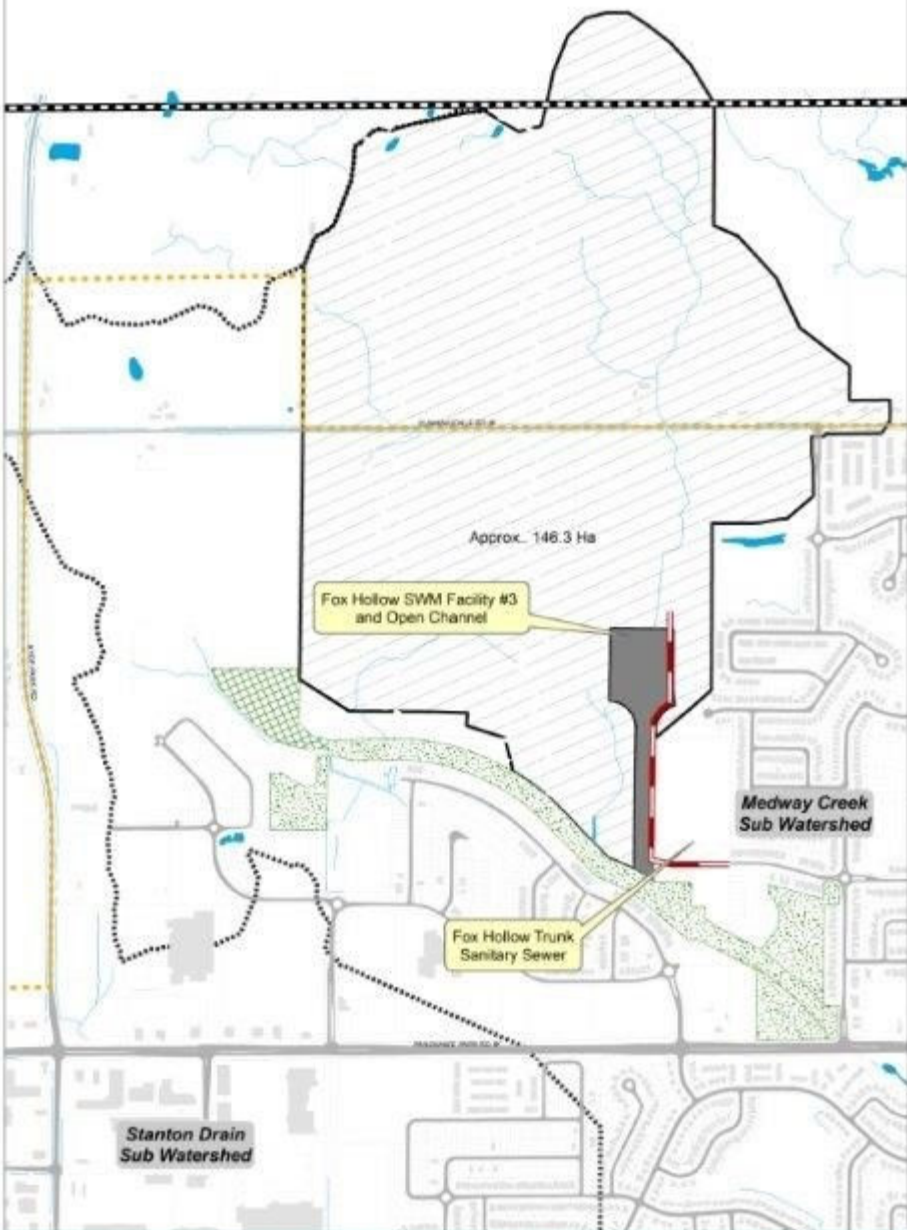 Approx.. 146.3 Ha
Fox Hollow SWM Facility #3
and Open Channel
Medway Creek
Sub Watershed
Fox Hollow Trunk
Sanitary Sewer
Stanton Drain
Sub Watershed